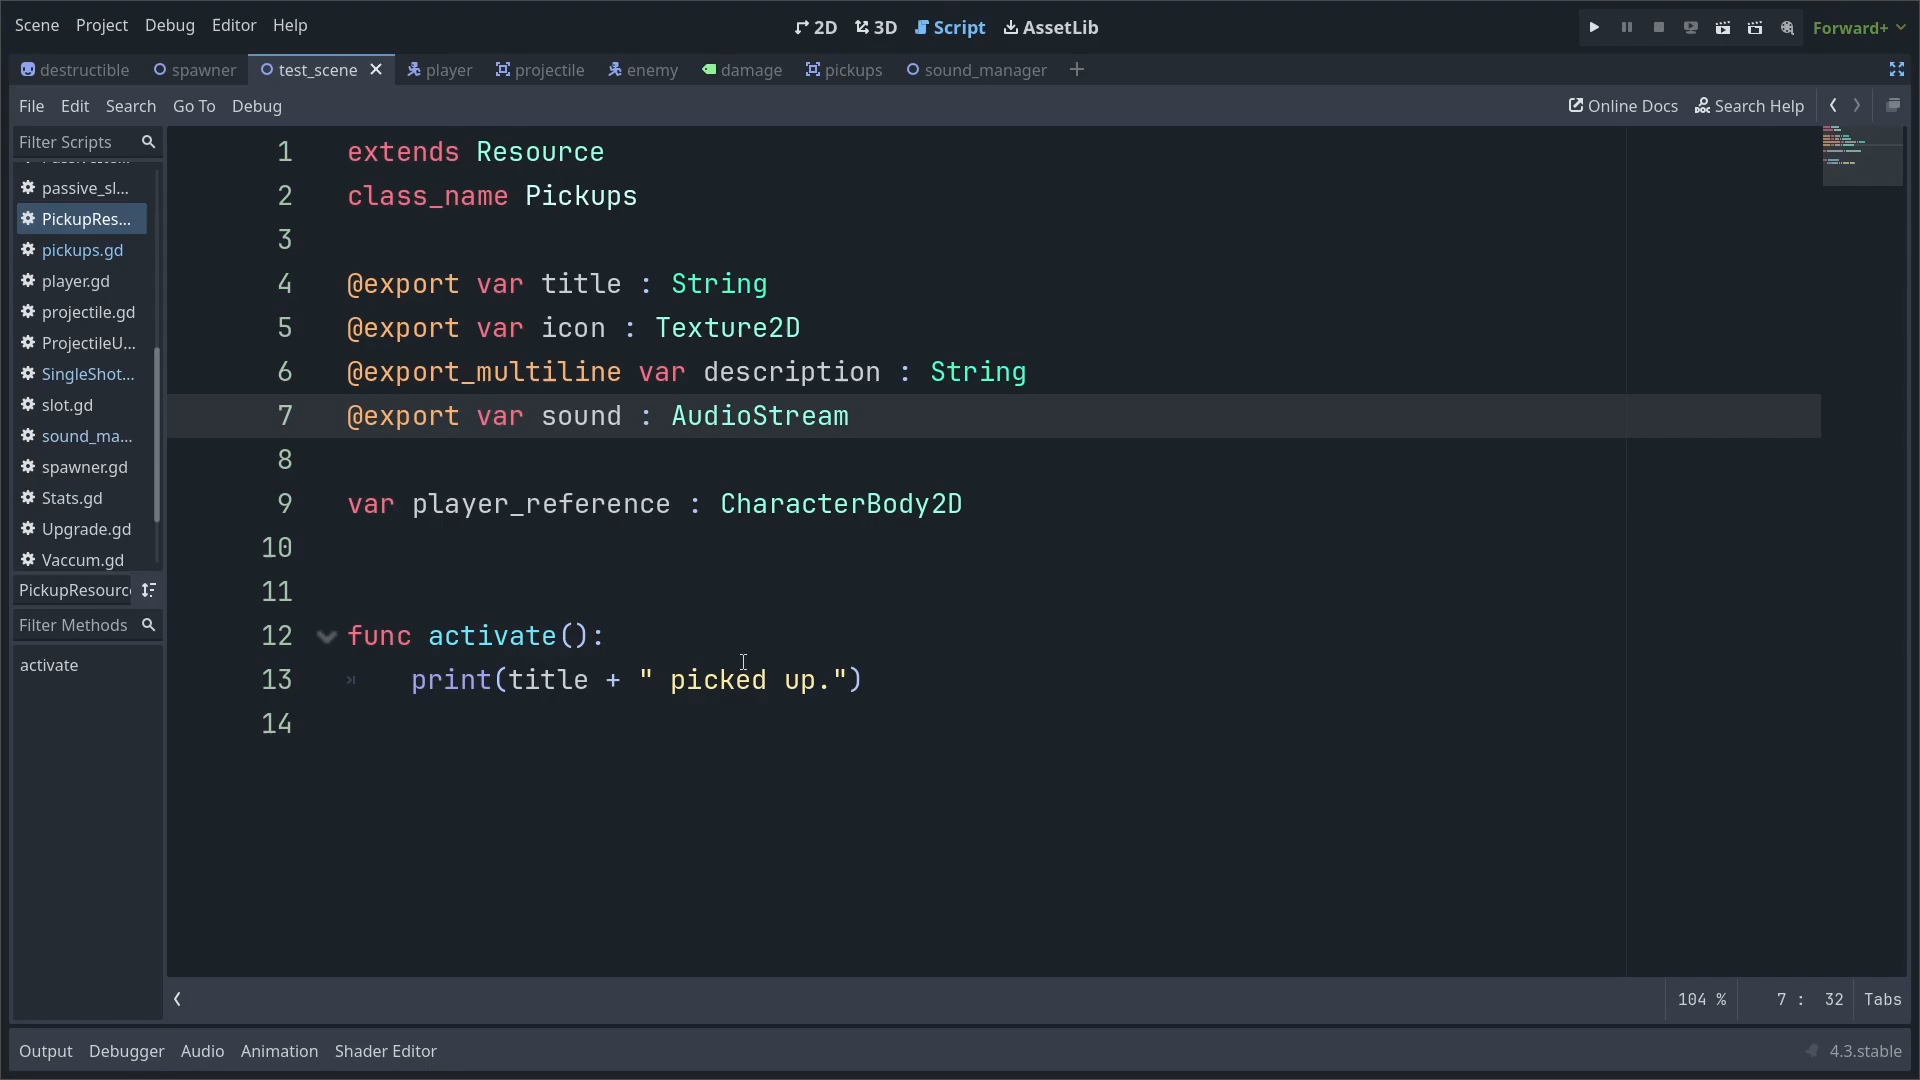 Scene Project Debug Editor Help 2D 3D Script AssetLib Forward+
destructible spawner test_scene player projectile enemy damage pickups sound_manager
File Edit Search Go To Debug Online Docs Search Help
Filter Scripts
passive_sl...
PickupRes...
pickups.gd
player.gd
projectile.gd
ProjectileU...
SingleShot...
slot.gd
sound_ma...
spawner.gd
Stats.gd
Upgrade.gd
Vaccum.gd
PickupResourc
Filter Methods
activate
1 extends Resource
2 class_name Pickups
3
4 @export var title : String
5 @export var icon : Texture2D
6 @export_multiline var description : String
7 @export var sound : AudioStream
8
9 var player_reference : CharacterBody2D
10
11
12 func activate():
13 print(title + " picked up.")
14
104 % 7 : 32 Tabs
Output Debugger Audio Animation Shader Editor 4.3.stable